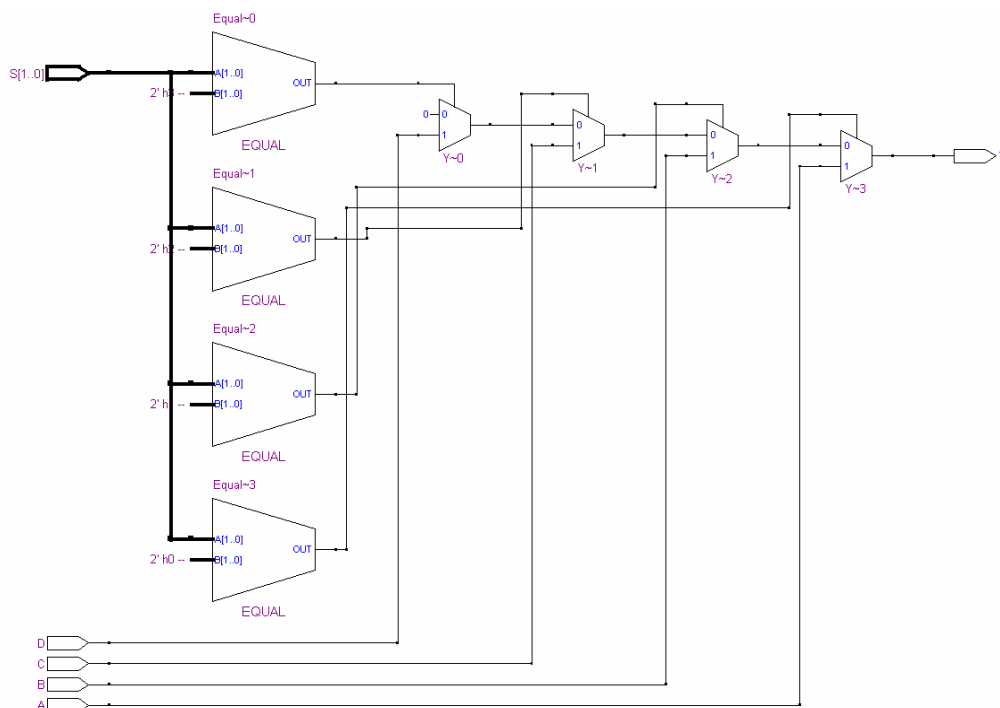 Equal~0
S[1..0]
A[1..0]
OUT
2' h3 --
B[1..0]
0
0
1
EQUAL
Y~0
0
1
Y~1
0
1
Y~2
0
1
Y~3
Equal~1
A[1..0]
OUT
2' h2 --
B[1..0]
EQUAL
Equal~2
A[1..0]
OUT
2' h --
B[1..0]
EQUAL
Equal~3
A[1..0]
OUT
2' h0 --
B[1..0]
EQUAL
D
C
B
A